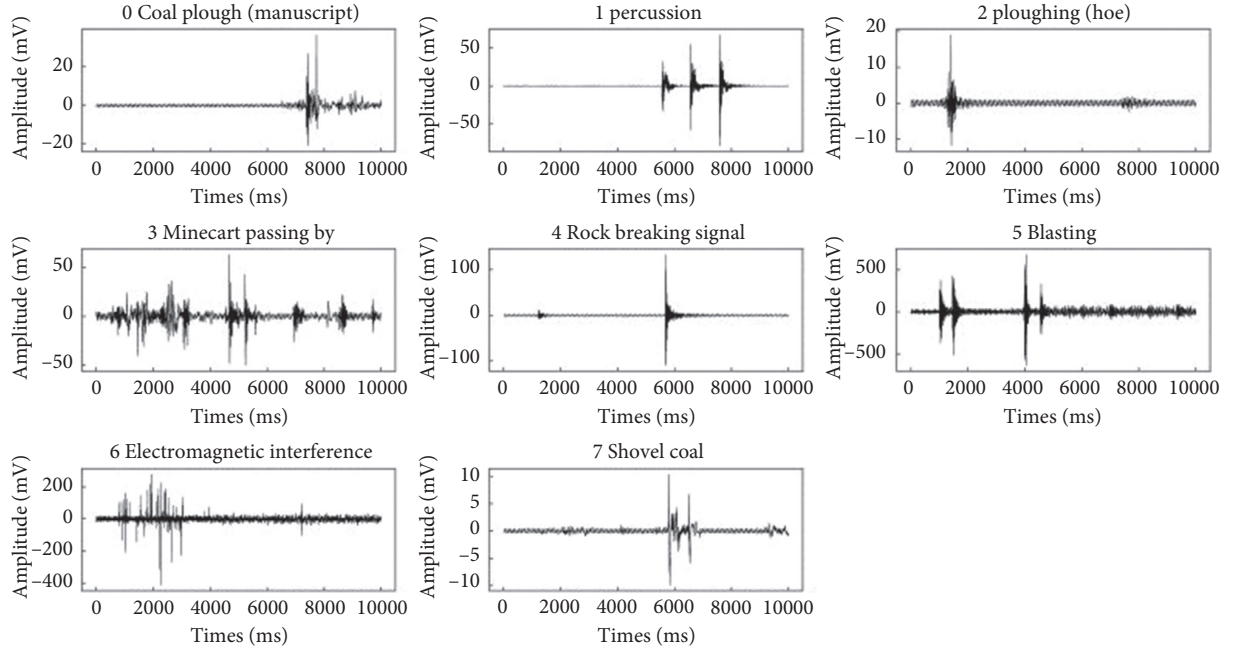 0 Coal plough (manuscript)
Amplitude (mV)
20
0
−20
0 2000 4000 6000 8000 10000
Times (ms)
1 percussion
Amplitude (mV)
50
0
−50
0 2000 4000 6000 8000 10000
Times (ms)
2 ploughing (hoe)
Amplitude (mV)
20
10
0
−10
0 2000 4000 6000 8000 10000
Times (ms)
3 Minecart passing by
Amplitude (mV)
50
0
−50
0 2000 4000 6000 8000 10000
Times (ms)
4 Rock breaking signal
Amplitude (mV)
100
0
−100
0 2000 4000 6000 8000 10000
Times (ms)
5 Blasting
Amplitude (mV)
500
0
−500
0 2000 4000 6000 8000 10000
Times (ms)
6 Electromagnetic interference
Amplitude (mV)
200
0
−200
−400
0 2000 4000 6000 8000 10000
Times (ms)
7 Shovel coal
Amplitude (mV)
10
5
0
−5
−10
0 2000 4000 6000 8000 10000
Times (ms)